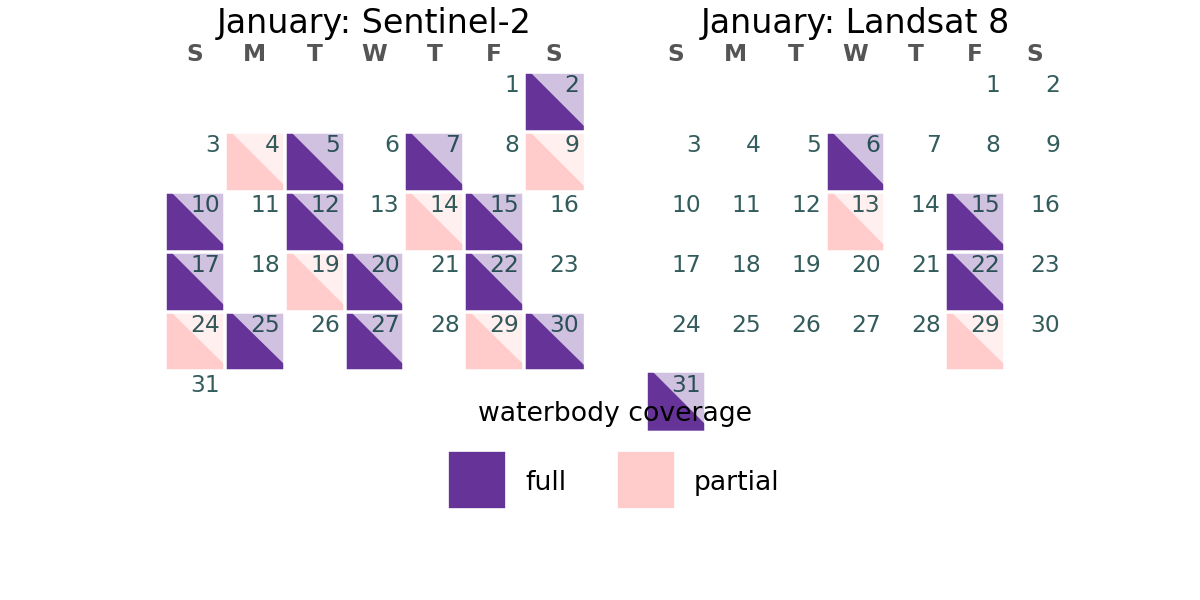 January: Sentinel-2
S M T W T F S
1 2
3 4 5 6 7 8 9
10 11 12 13 14 15 16
17 18 19 20 21 22 23
24 25 26 27 28 29 30
31
January: Landsat 8
S M T W T F S
1 2
3 4 5 6 7 8 9
10 11 12 13 14 15 16
17 18 19 20 21 22 23
24 25 26 27 28 29 30
31
waterbody coverage
full partial